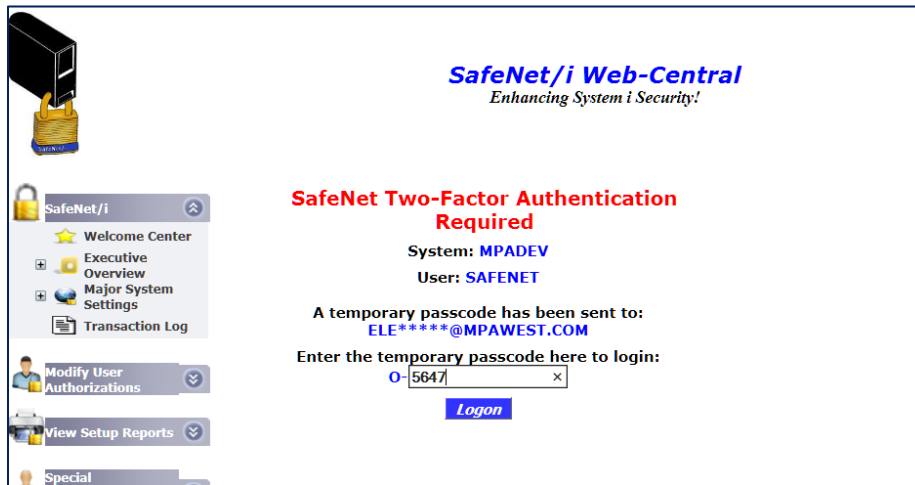 SafeNet/i Web-Central
Enhancing System i Security!
SafeNet/i
SafeNet/i
Welcome Center
Executive
Overview
Major System
Settings
Transaction Log
Modify User
Authorizations
View Setup Reports
Special
SafeNet Two-Factor Authentication
Required
System: MPADEV
User: SAFENET
A temporary passcode has been sent to:
ELE*****@MPAWEST.COM
Enter the temporary passcode here to login:
O-5647 ×
Logon